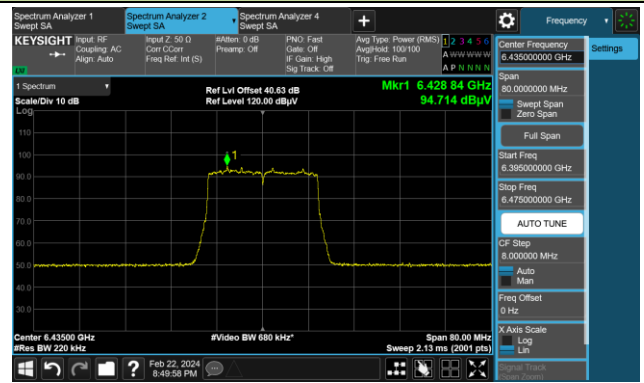 Spectrum Analyzer 1
Swept SA
Spectrum Analyzer 2
Swept SA
Spectrum Analyzer 4
Swept SA
+
Frequency
KEYSIGHT
Input: RF
Coupling: AC
Align: Auto
Input Z: 50 Ω
Corr CCorr
Freq Ref: Int (S)
#Atten: 0 dB
Preamp: Off
PNO: Fast
Gate: Off
IF Gain: High
Sig Track: Off
Avg Type: Power (RMS)
Avg|Hold: 100/100
Trig: Free Run
1 2 3 4 5 6
A W W W W W
A P N N N N
1 Spectrum
Scale/Div 10 dB
Log
Ref Lvl Offset 40.63 dB
Ref Level 120.00 dBµV
Mkr1 6.428 84 GHz
94.714 dBµV
110
100
90.0
80.0
70.0
60.0
50.0
40.0
30.0
1
Center 6.43500 GHz
#Res BW 220 kHz
#Video BW 680 kHz*
Span 80.00 MHz
Sweep 2.13 ms (2001 pts)
Feb 22, 2024
8:49:58 PM
Center Frequency
6.435000000 GHz
Span
80.0000000 MHz
Swept Span
Zero Span
Full Span
Start Freq
6.395000000 GHz
Stop Freq
6.475000000 GHz
AUTO TUNE
CF Step
8.000000 MHz
Auto
Man
Freq Offset
0 Hz
X Axis Scale
Log
Lin
Signal Track
(Span Zoom)
Settings